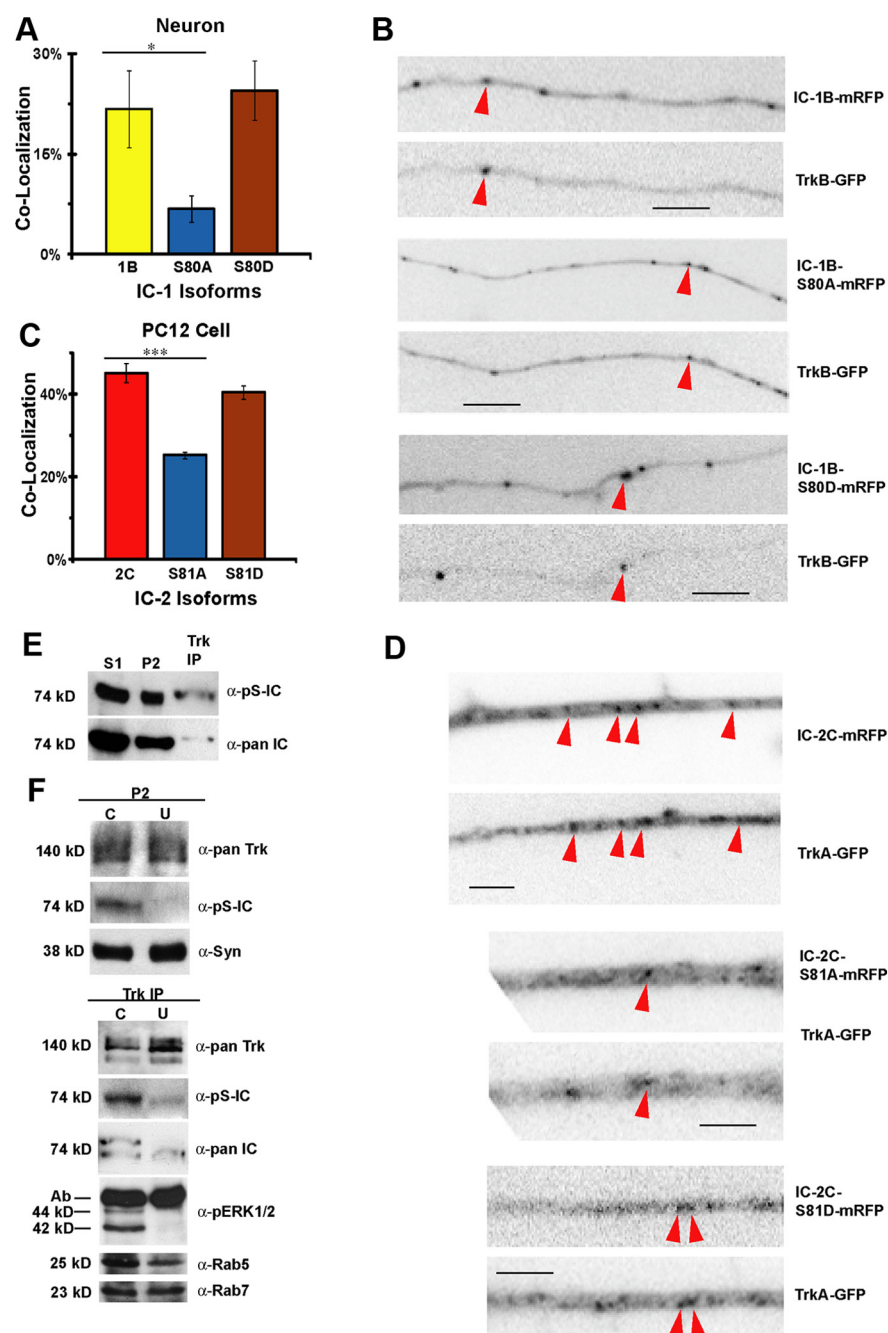 A
Neuron
*
30%
15%
0%
Co-Localization
1B S80A S80D
IC-1 Isoforms
B
IC-1B-mRFP
TrkB-GFP
IC-1B-
S80A-mRFP
TrkB-GFP
IC-1B-
S80D-mRFP
TrkB-GFP
C
PC12 Cell
***
40%
20%
0%
Co-Localization
2C S81A S81D
IC-2 Isoforms
D
IC-2C-mRFP
TrkA-GFP
IC-2C-
S81A-mRFP
TrkA-GFP
IC-2C-
S81D-mRFP
TrkA-GFP
E
S1 P2 Trk
IP
74 kD α-pS-IC
74 kD α-pan IC
F
P2
C U
140 kD α-pan Trk
74 kD α-pS-IC
38 kD α-Syn
Trk IP
C U
140 kD α-pan Trk
74 kD α-pS-IC
74 kD α-pan IC
Ab
44 kD α-pERK1/2
42 kD
25 kD α-Rab5
23 kD α-Rab7